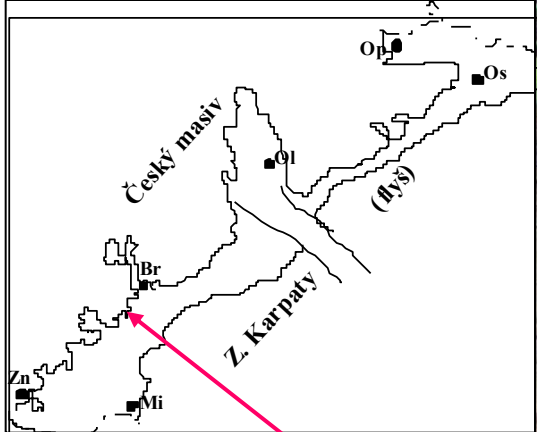 Op
Os
Český masiv
Ol
(flyš)
Br
Z. Karpaty
Zn
Mi